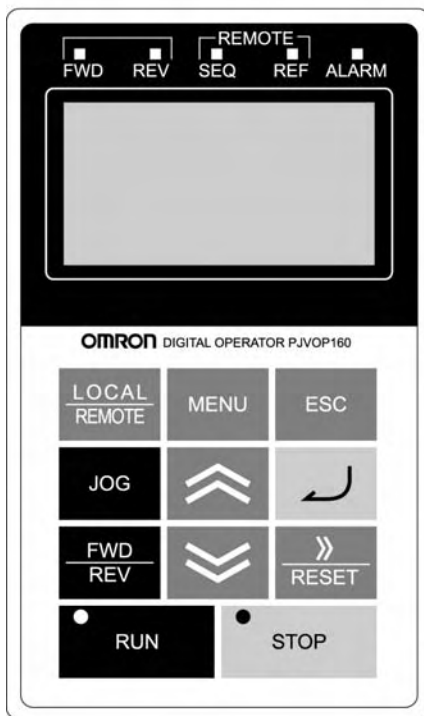 REMOTE
FWD REV SEQ REF ALARM
OMRON DIGITAL OPERATOR PJVOP160
LOCAL
REMOTE
MENU
ESC
JOG
FWD
REV
RESET
RUN
STOP